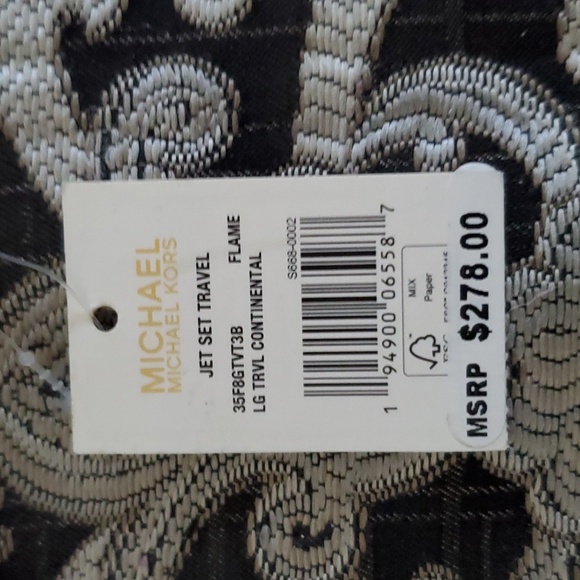 MICHAEL
MICHAEL KORS
JET SET TRAVEL
35F8GTVT3B FLAME
LG TRVL CONTINENTAL
S668-00002
1 94900 06558 7
MIX
Paper
MSRP $278.00